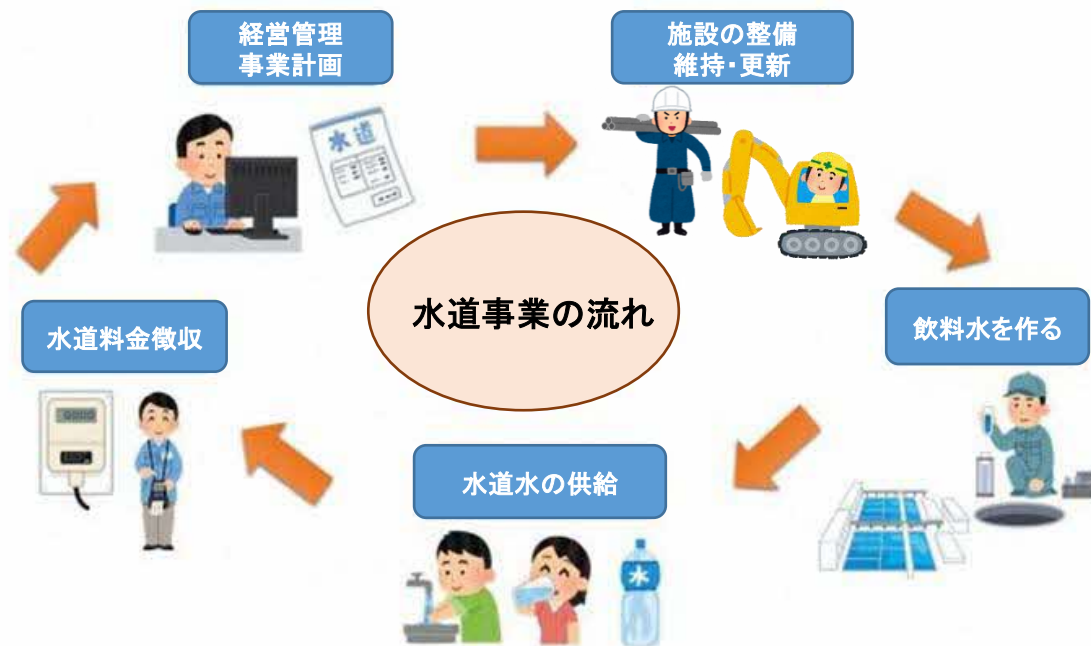 経営管理
事業計画
施設の整備
維持・更新
水道
水道事業の流れ
水道料金徴収
飲料水を作る
0000
水道水の供給
水